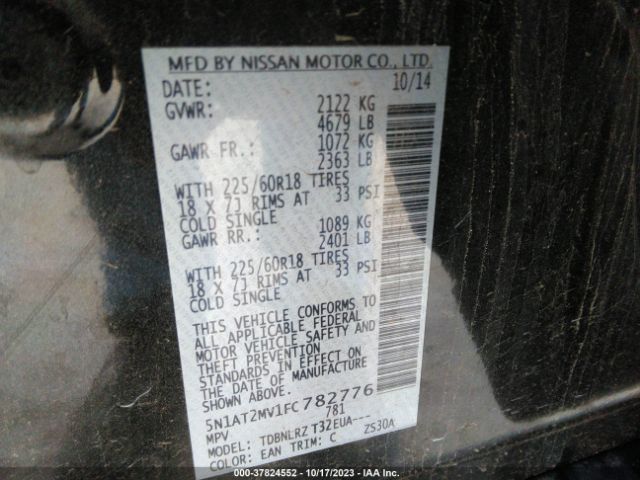 MFD BY NISSAN MOTOR CO., LTD.
DATE: 10/14
GVWR: 2122 KG
4679 LB
GAWR FR.: 1072 KG
2363 LB
WITH 225/60R18 TIRES
18 X 7J RIMS AT 33 PSI
COLD SINGLE
GAWR RR.: 1089 KG
2401 LB
WITH 225/60R18 TIRES
18 X 7J RIMS AT 33 PSI
COLD SINGLE
THIS VEHICLE CONFORMS TO
ALL APPLICABLE FEDERAL
MOTOR VEHICLE SAFETY AND
THEFT PREVENTION
STANDARDS IN EFFECT ON
THE DATE OF MANUFACTURE
SHOWN ABOVE.
5N1AT2MV1FC782776
MPV 781
MODEL: TDBNLRZ T32EUA---
COLOR: EAN TRIM: C ZS30A
000-37824552 - 10/17/2023 - IAA Inc.